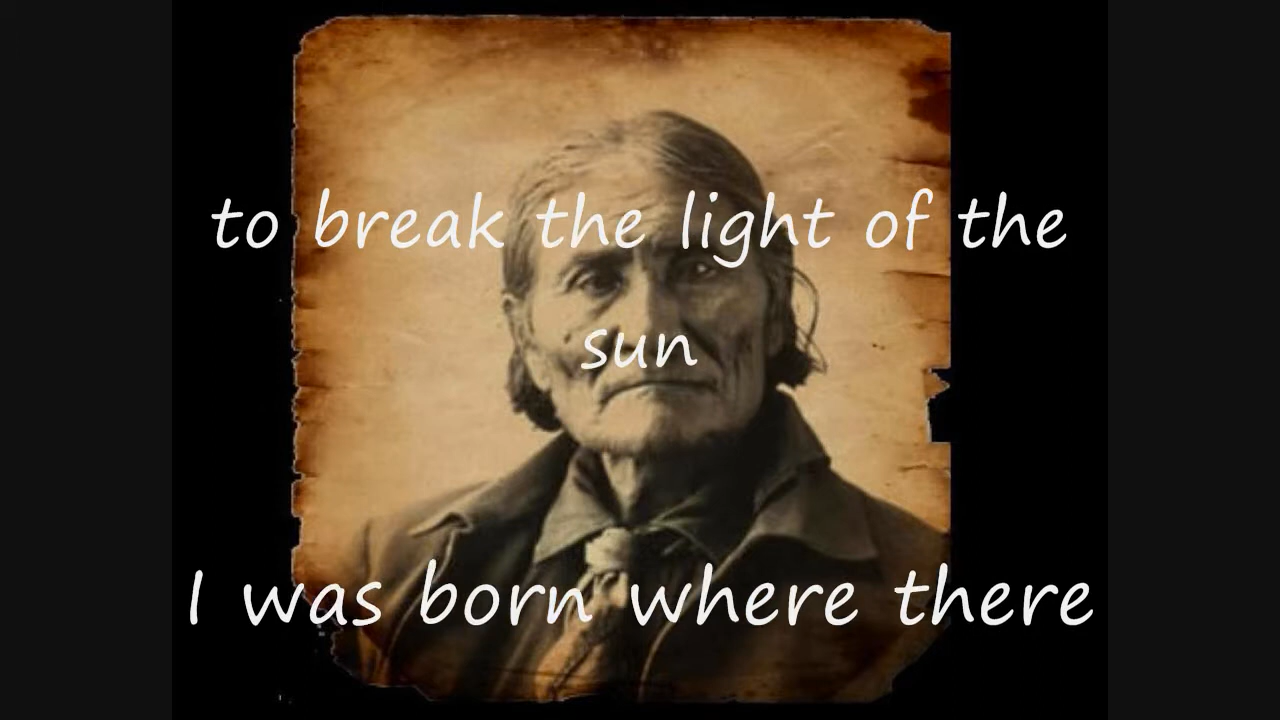 to break the light of the
sun
I was born where there